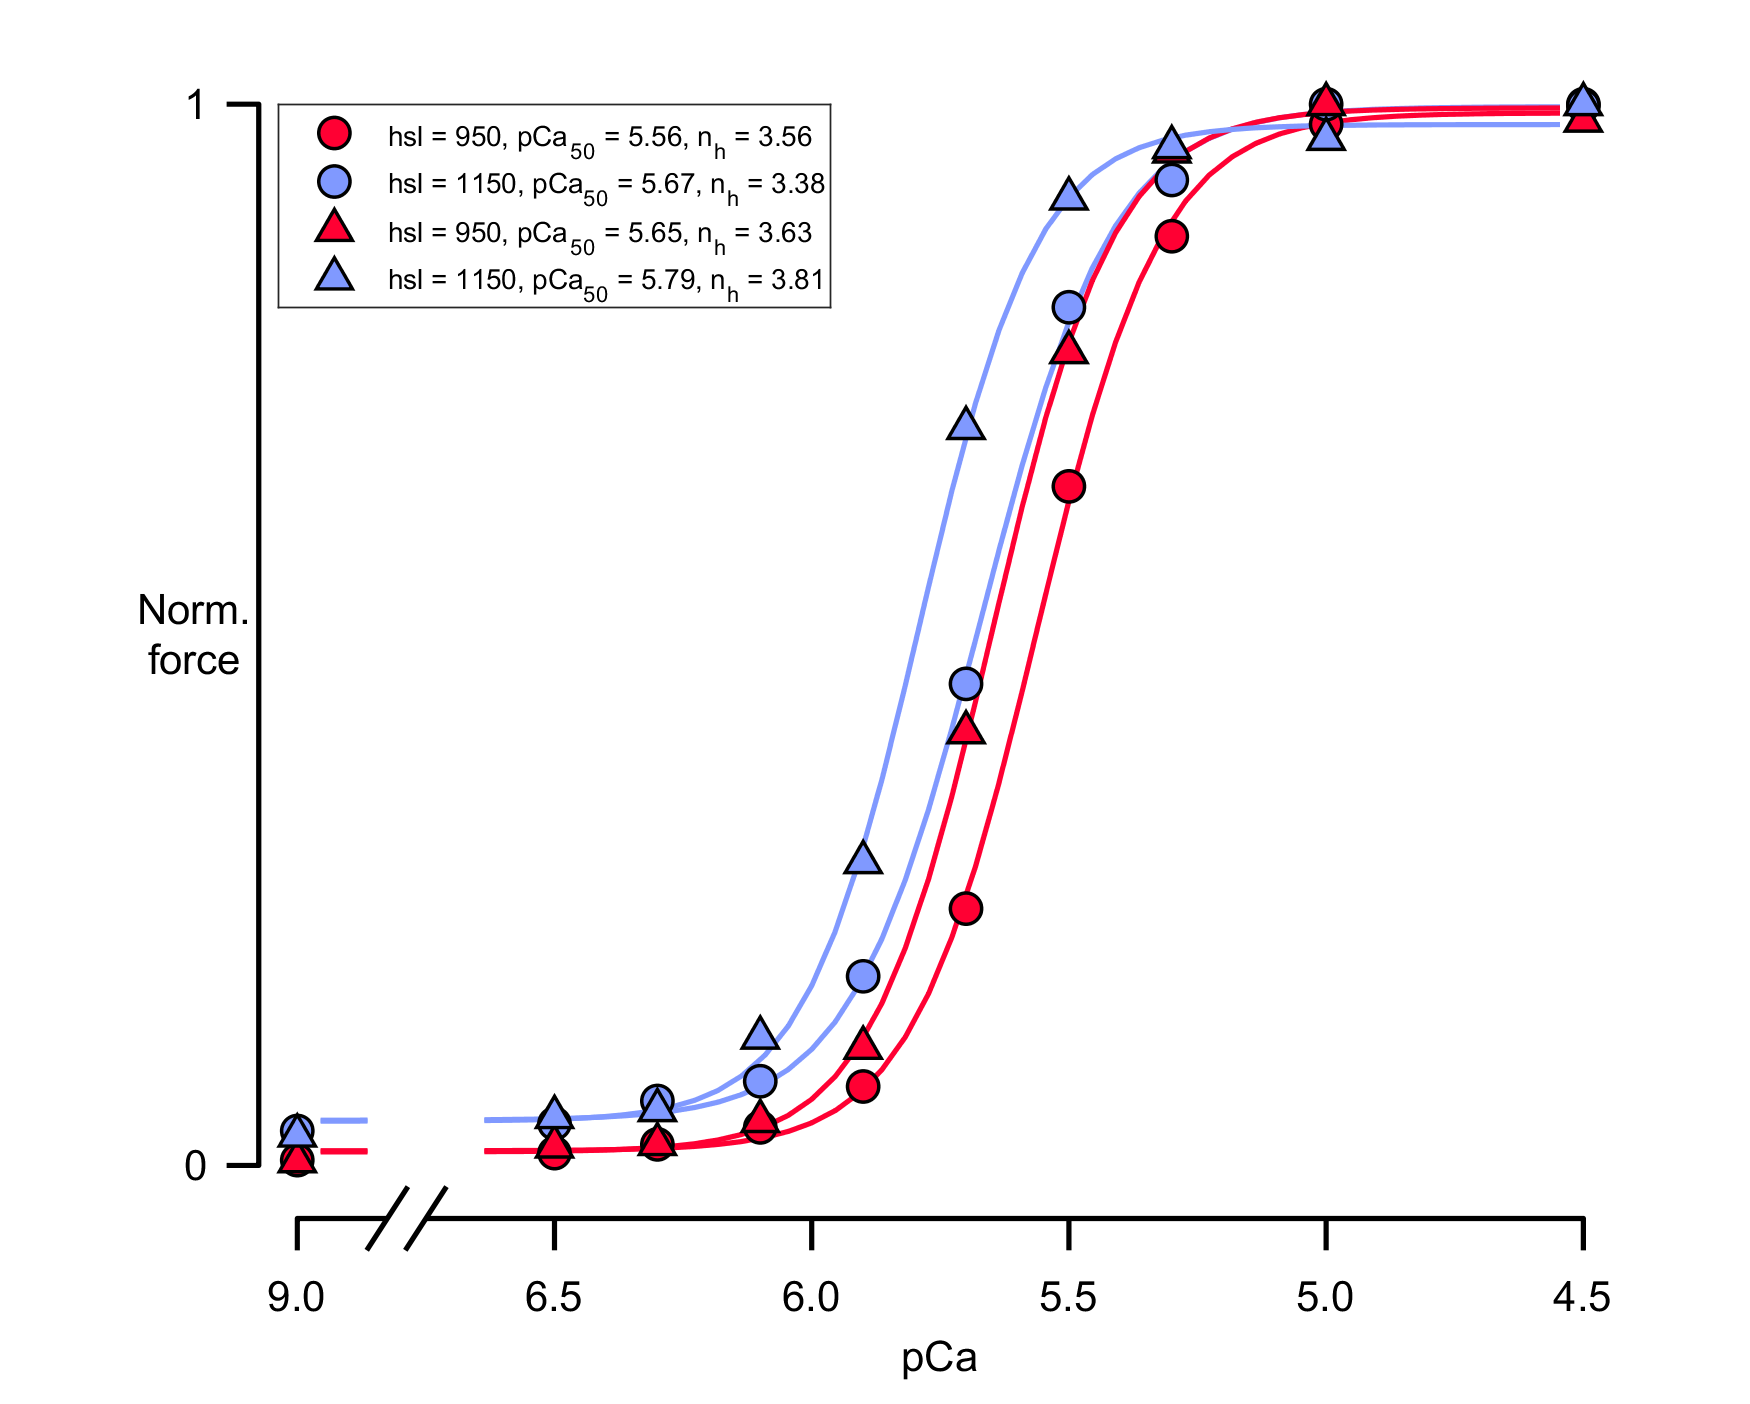 1
hsl = 950, pCa50 = 5.56, nh = 3.56
hsl = 1150, pCa50 = 5.67, nh = 3.38
hsl = 950, pCa50 = 5.65, nh = 3.63
hsl = 1150, pCa50 = 5.79, nh = 3.81
Norm.
force
0
9.0 6.5 6.0 5.5 5.0 4.5
pCa